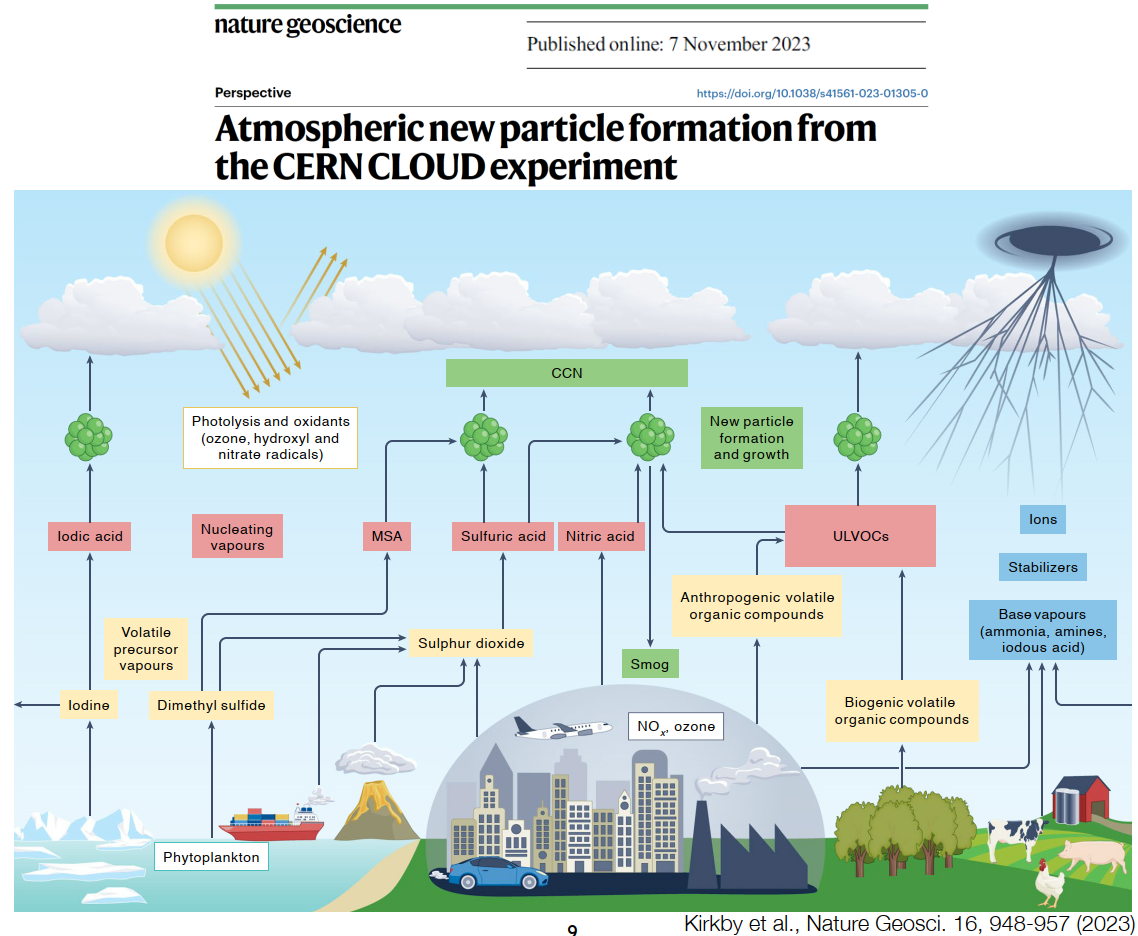 nature geoscience
Published online: 7 November 2023
Perspective
https://doi.org/10.1038/s41561-023-01305-0
Atmospheric new particle formation from
the CERN CLOUD experiment
CCN
Photolysis and oxidants
(ozone, hydroxyl and
nitrate radicals)
New particle
formation
and growth
Iodic acid
Nucleating
vapours
MSA
Sulfuric acid
Nitric acid
ULVOCs
Ions
Stabilizers
Anthropogenic volatile
organic compounds
Base vapours
(ammonia, amines,
iodous acid)
Volatile
precursor
vapours
Sulphur dioxide
Smog
Iodine
Dimethyl sulfide
NOx, ozone
Biogenic volatile
organic compounds
Phytoplankton
9
Kirkby et al., Nature Geosci. 16, 948-957 (2023)